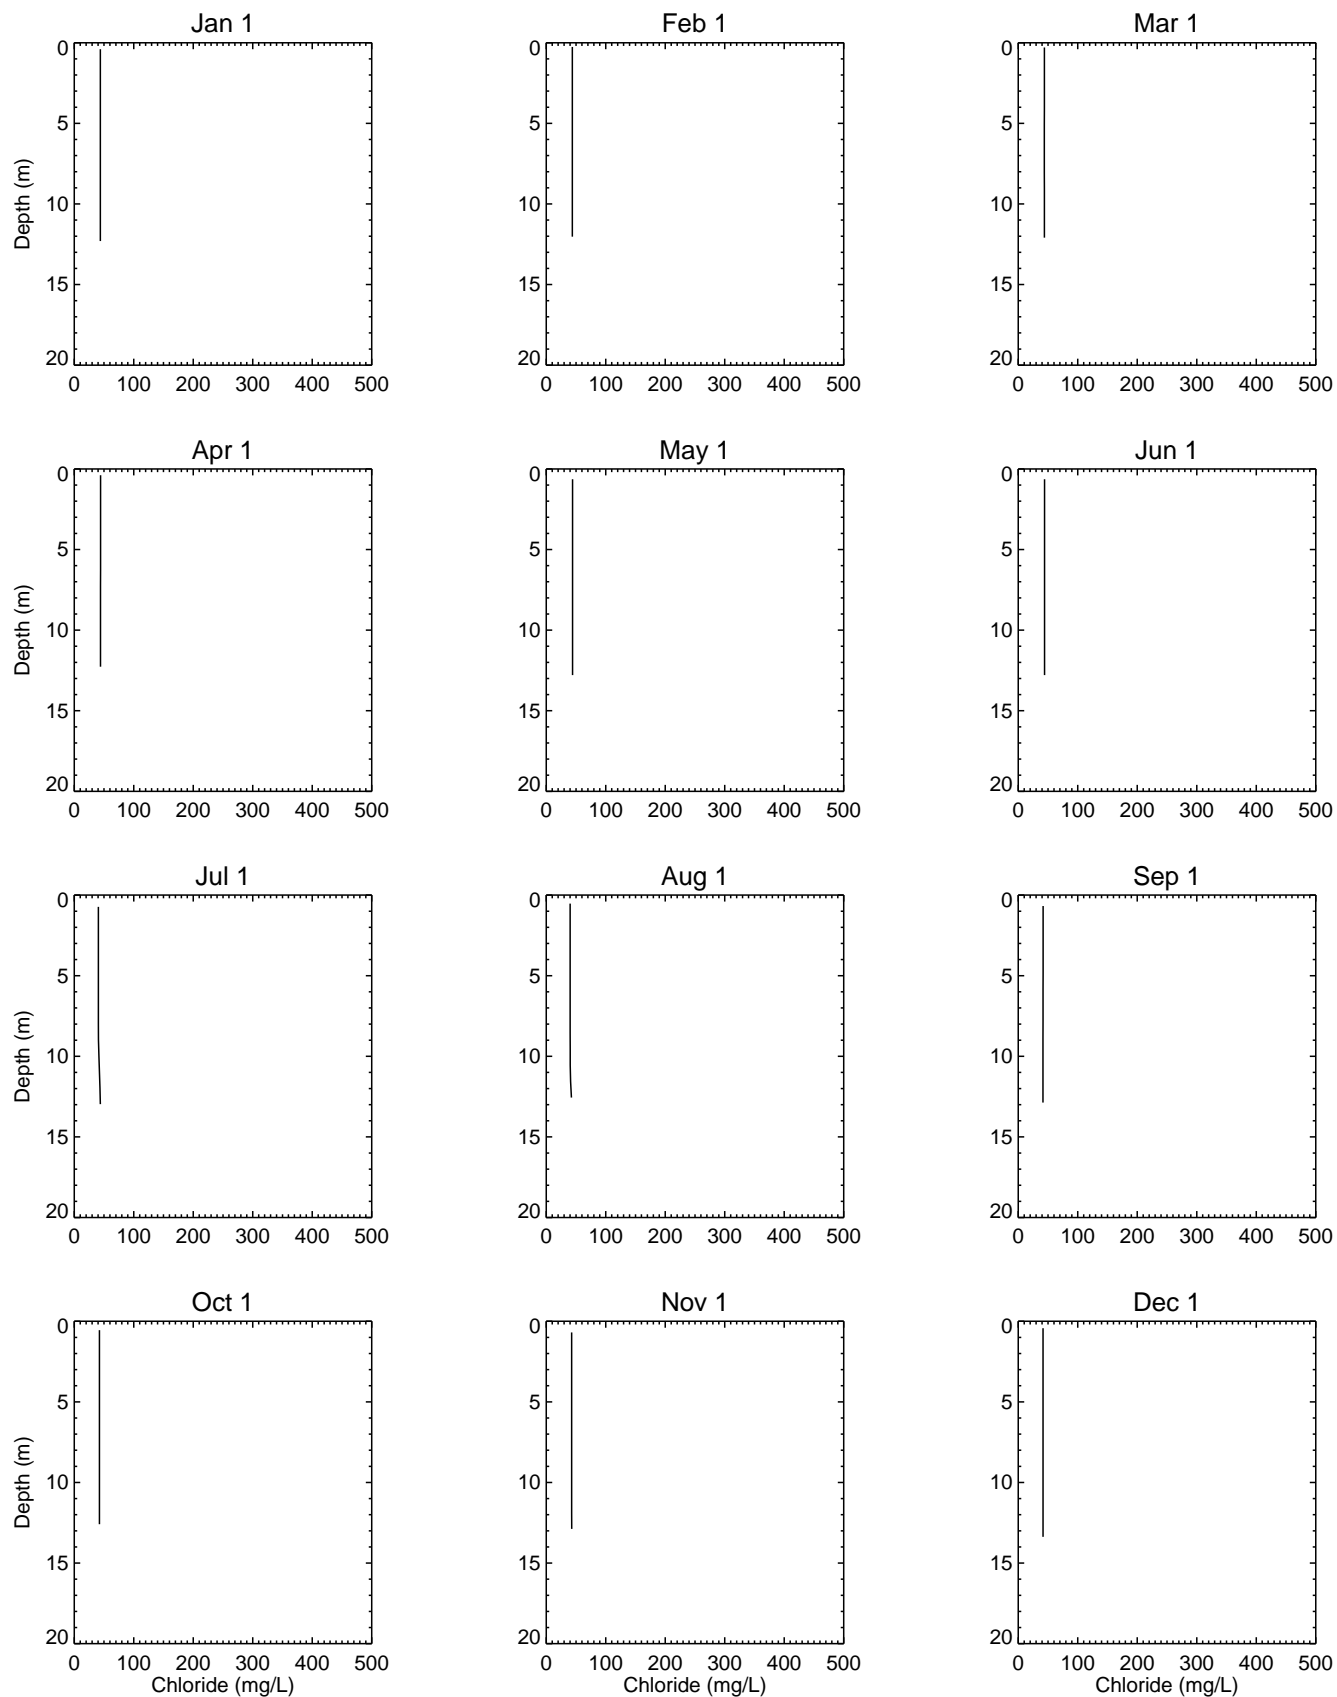 Jan 1 Feb 1 Mar 1
0 0 0
5 5 5
Depth (m)
10 10 10
15 15 15
20 20 20
0 100 200 300 400 500 0 100 200 300 400 500 0 100 200 300 400 500
Apr 1 May 1 Jun 1
0 0 0
5 5 5
Depth (m)
10 10 10
15 15 15
20 20 20
0 100 200 300 400 500 0 100 200 300 400 500 0 100 200 300 400 500
Jul 1 Aug 1 Sep 1
0 0 0
5 5 5
Depth (m)
10 10 10
15 15 15
20 20 20
0 100 200 300 400 500 0 100 200 300 400 500 0 100 200 300 400 500
Oct 1 Nov 1 Dec 1
0 0 0
5 5 5
Depth (m)
10 10 10
15 15 15
20 20 20
0 100 200 300 400 500 0 100 200 300 400 500 0 100 200 300 400 500
Chloride (mg/L) Chloride (mg/L) Chloride (mg/L)